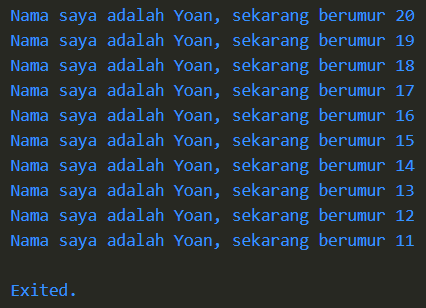 Nama saya adalah Yoan, sekarang berumur 20
Nama saya adalah Yoan, sekarang berumur 19
Nama saya adalah Yoan, sekarang berumur 18
Nama saya adalah Yoan, sekarang berumur 17
Nama saya adalah Yoan, sekarang berumur 16
Nama saya adalah Yoan, sekarang berumur 15
Nama saya adalah Yoan, sekarang berumur 14
Nama saya adalah Yoan, sekarang berumur 13
Nama saya adalah Yoan, sekarang berumur 12
Nama saya adalah Yoan, sekarang berumur 11
Exited.